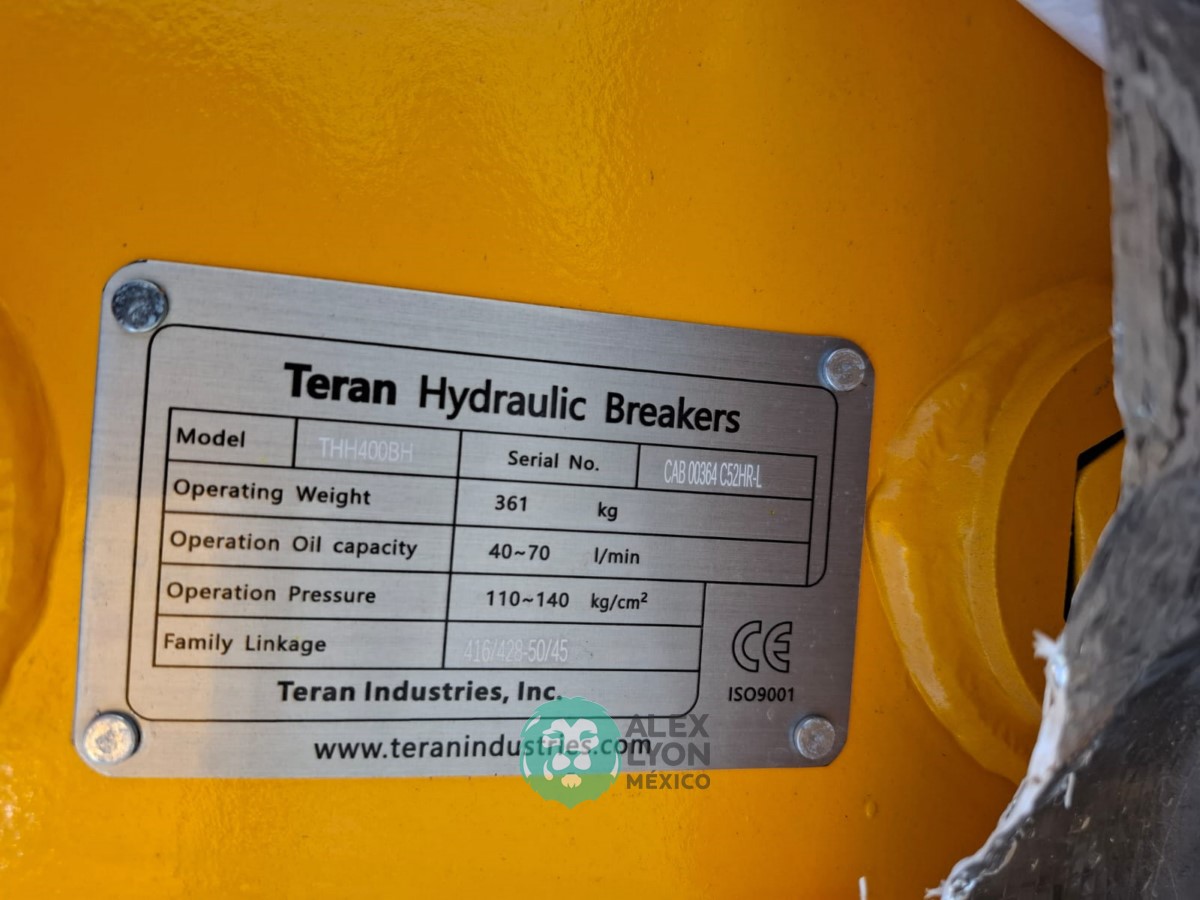 Teran Hydraulic Breakers
Model THH400BH Serial No. CAB 00364 C52HR-L
Operating Weight 361 kg
Operation Oil capacity 40~70 l/min
Operation Pressure 110~140 kg/cm²
Family Linkage 416/428-50/45
Teran Industries, Inc.
CE
ISO9001
www.teranindustries.com
ALEX
LYON
MÉXICO